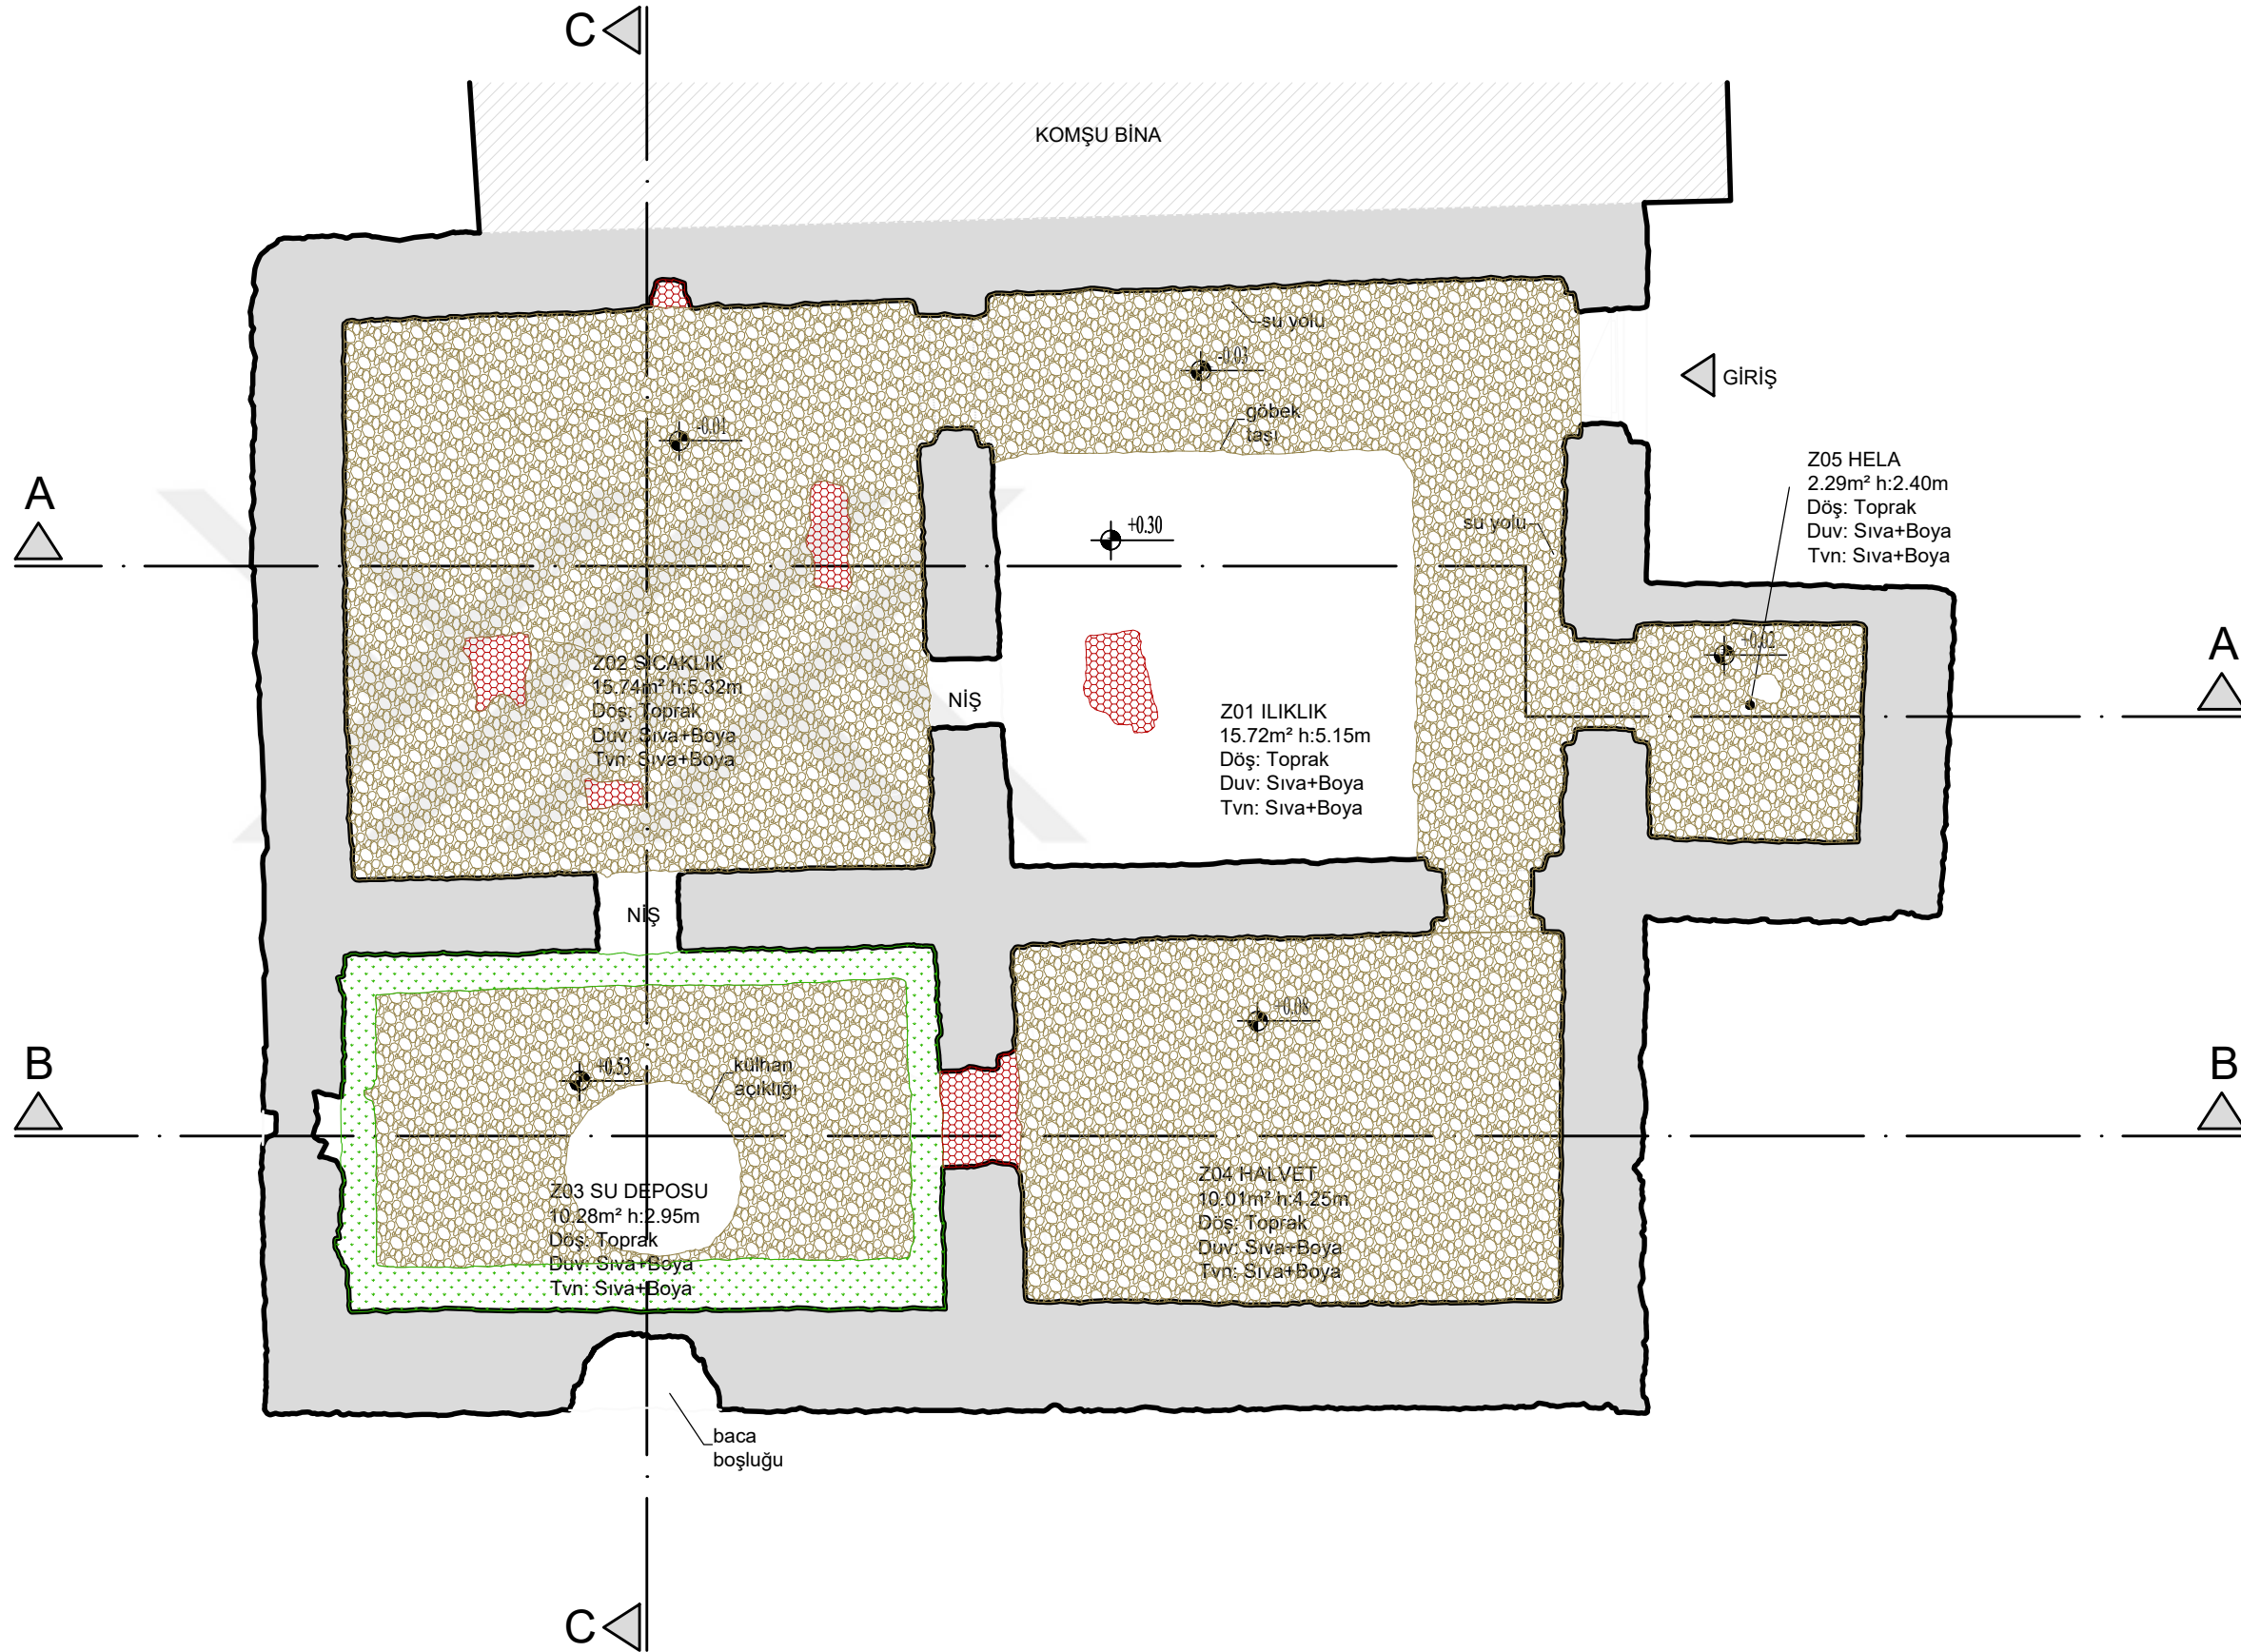 C
KOMŞU BİNA
su yolu
-0.03
GİRİŞ
göbek
taşı
-0.01
Z05 HELA
2.29m² h:2.40m
Döş: Toprak
Duv: Sıva+Boya
Tvn: Sıva+Boya
A
+0.30
su yolu
+0.02
A
Z02 SICAKLIK
15.74m² h:5.32m
Döş: Toprak
Duv: Sıva+Boya
Tvn: Sıva+Boya
NİŞ
Z01 ILIKLIK
15.72m² h:5.15m
Döş: Toprak
Duv: Sıva+Boya
Tvn: Sıva+Boya
NİŞ
+0.08
B
+0.53
külhan
açıklığı
B
Z03 SU DEPOSU
10.28m² h:2.95m
Döş: Toprak
Duv: Sıva+Boya
Tvn: Sıva+Boya
Z04 HALVET
10.01m² h:4.25m
Döş: Toprak
Duv: Sıva+Boya
Tvn: Sıva+Boya
baca
boşluğu
C